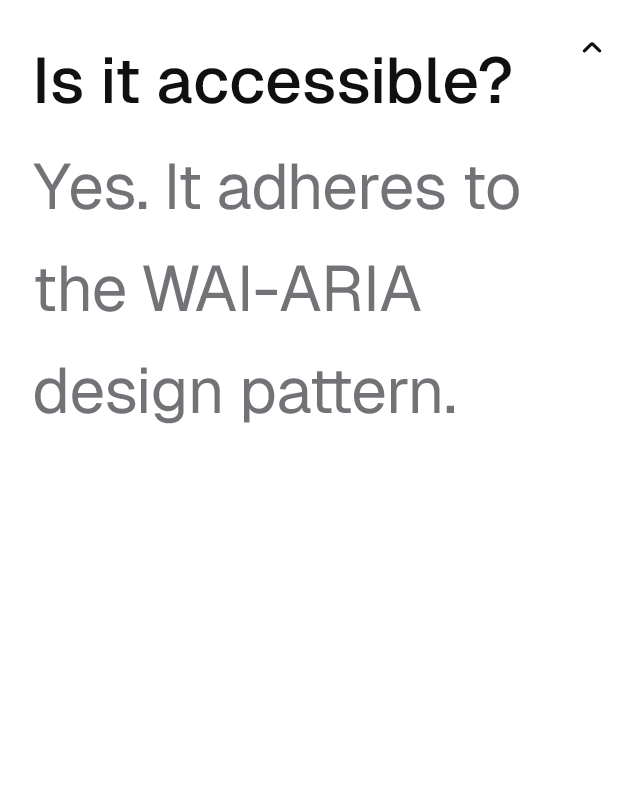 Is it accessible?
Yes. It adheres to
the WAI-ARIA
design pattern.